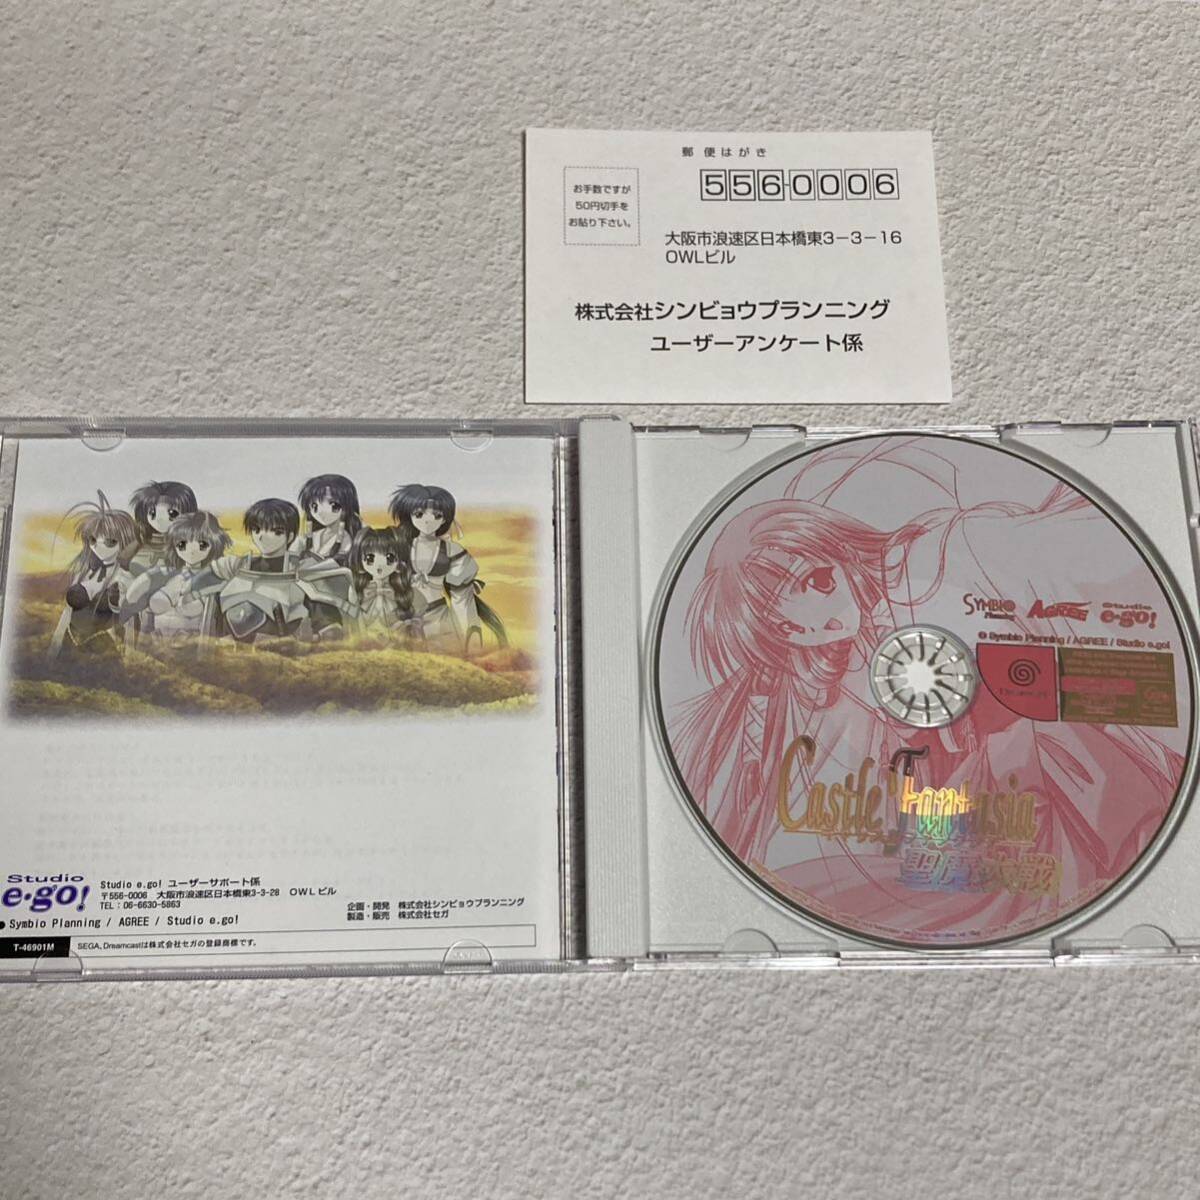 郵便はがき
お手数ですが
50円切手を
お貼り下さい。
556-0006
大阪市浪速区日本橋東3-3-16
OWLビル
株式会社シンビョウプランニング
ユーザーアンケート係
Studio
e・go!
Studio e.go! ユーザーサポート係
〒556-0006 大阪市浪速区日本橋東3-3-28 OWLビル
TEL：06-6630-5863
企画・開発 株式会社シンビョウプランニング
製造・販売 株式会社セガ
● Symbio Planning / AGREE / Studio e.go!
T-46901M
SEGA, Dreamcastは株式会社セガの登録商標です。
SYMBIO
Planning
AGREE
Studio
e・go!
© Symbio Planning / AGREE / Studio e.go!
Dreamcast
Castle Fantasia
聖魔大戦